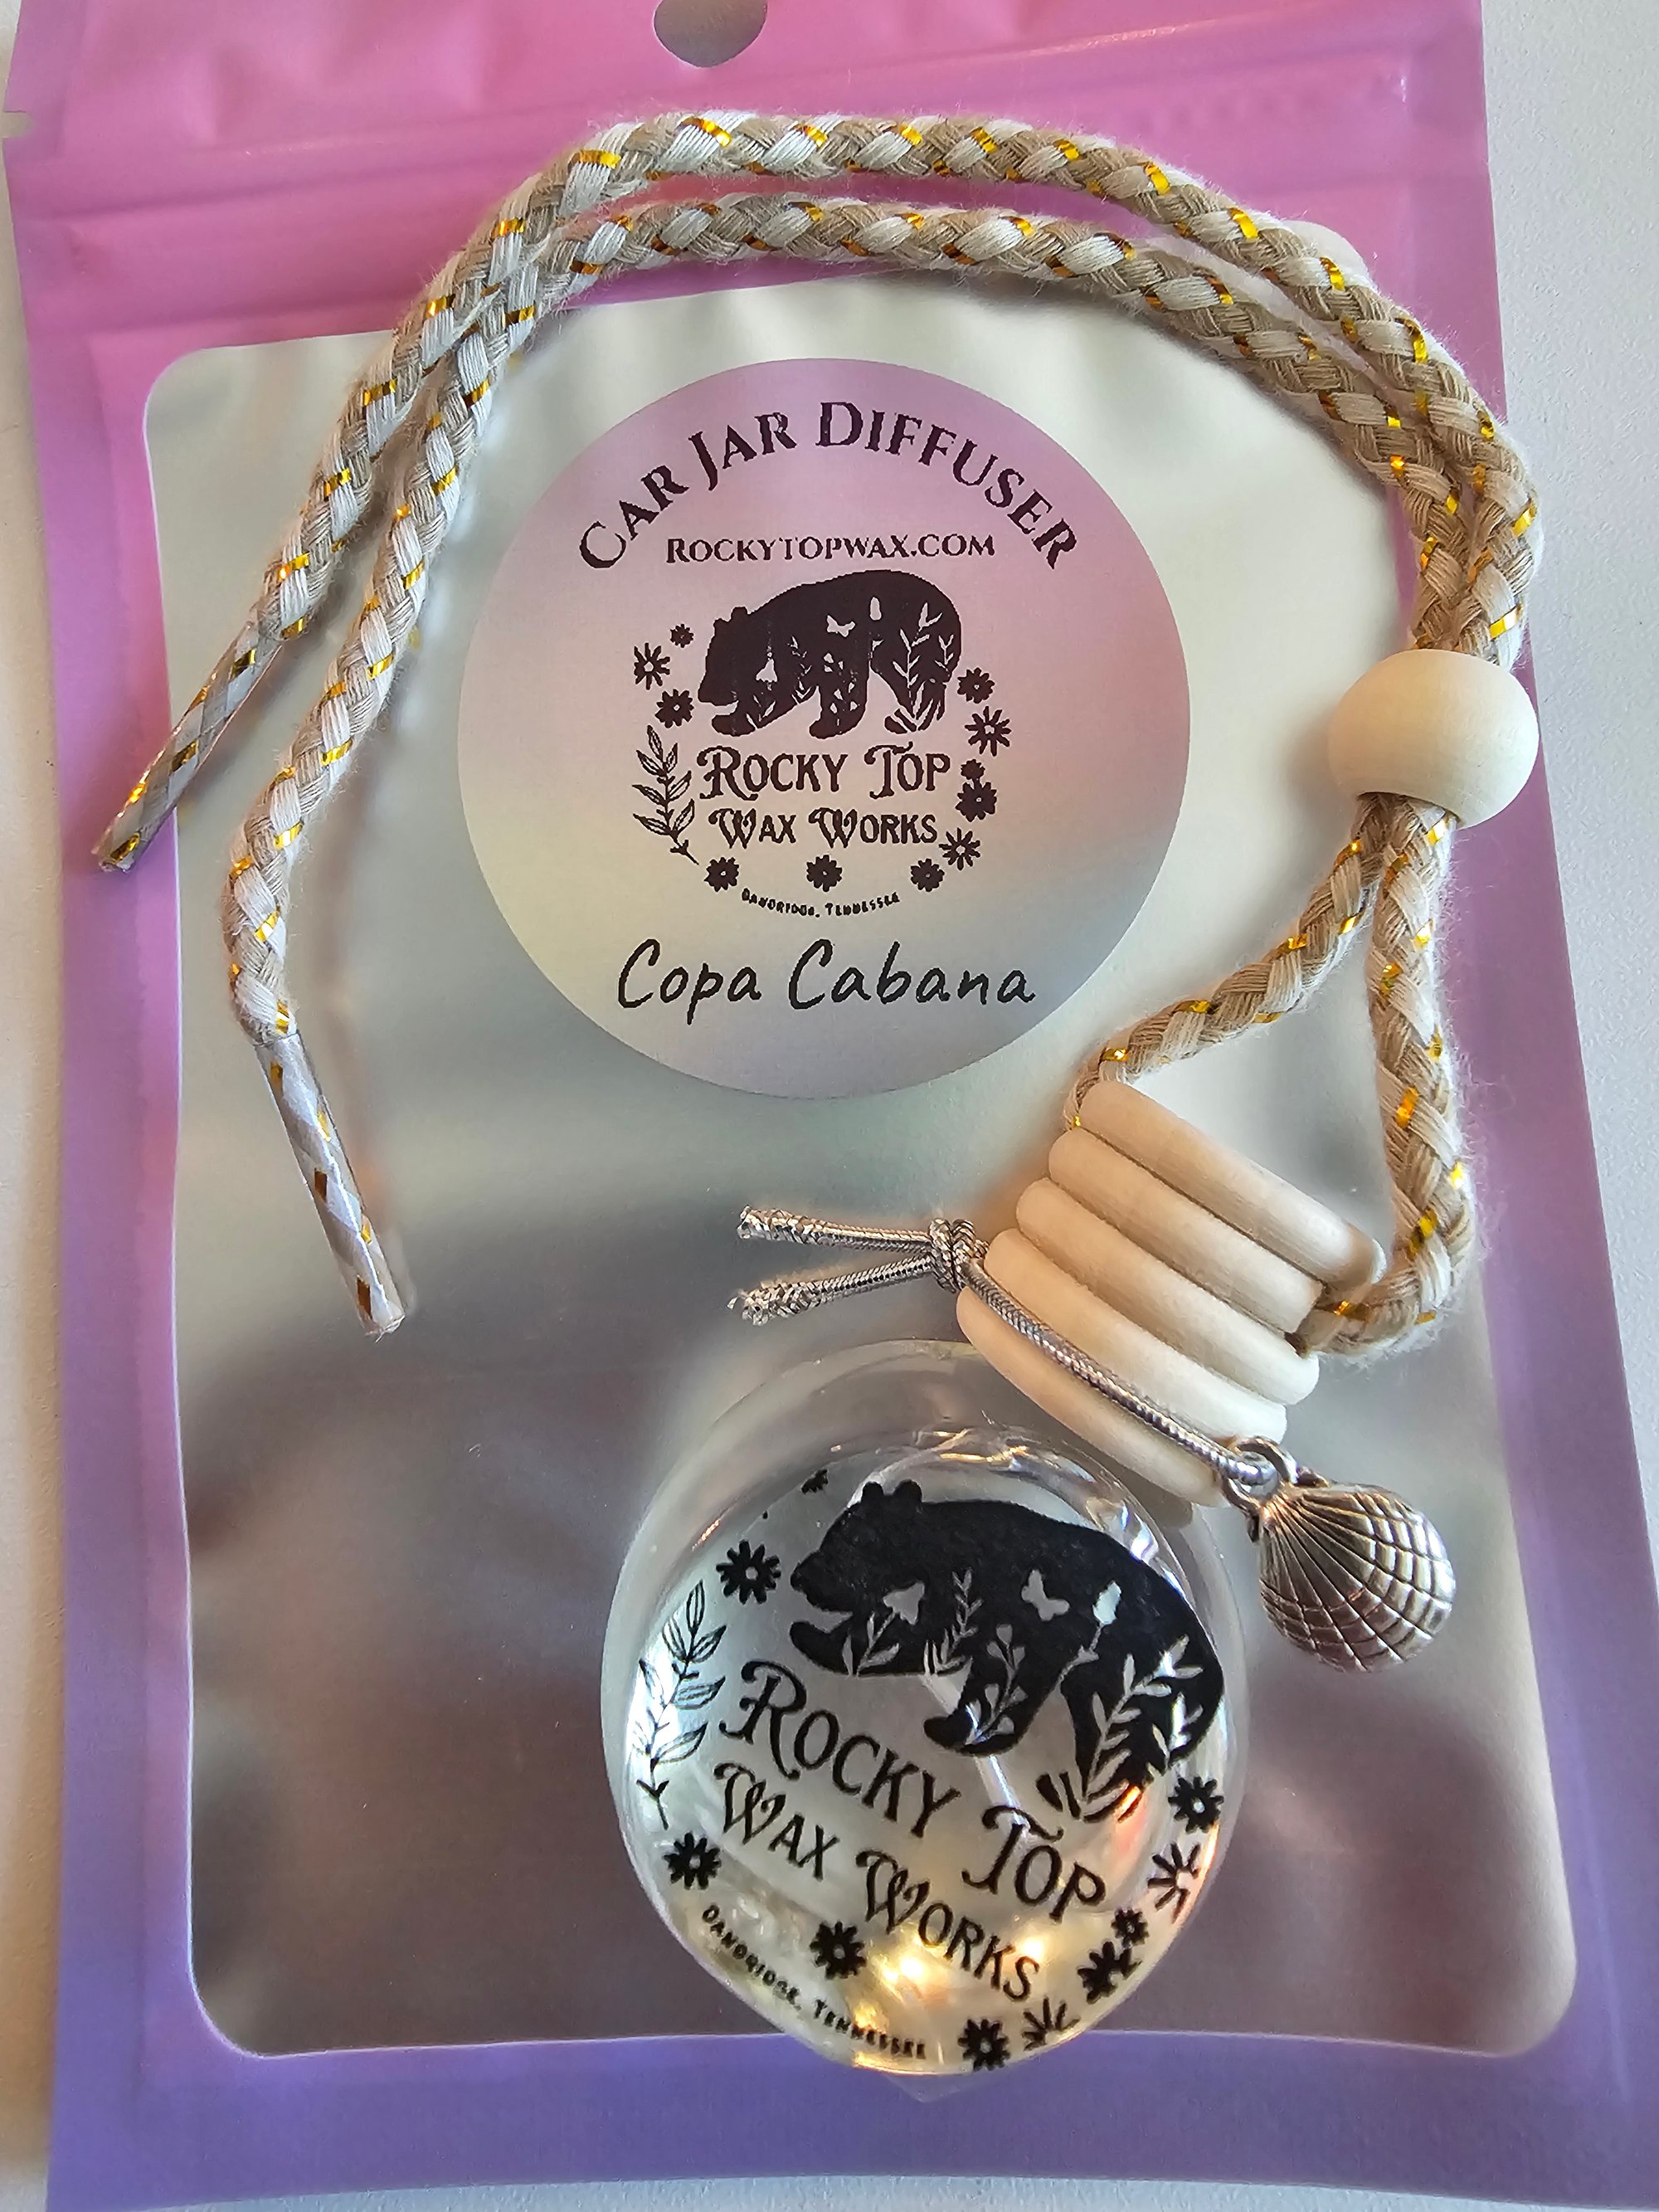 CAR JAR DIFFUSER
ROCKYTOPWAX.COM
ROCKY TOP
WAX WORKS
DANDRIDGE, TENNESSEE
Copa Cabana
ROCKY TOP
WAX WORKS
DANDRIDGE, TENNESSEE